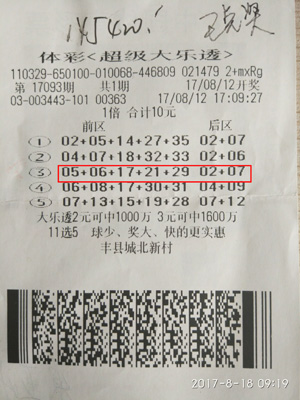 145420.
体彩<超级大乐透>
110329-650100-010068-446809 021479 2+mxRg
第 17093期 共1期 17/08/12开奖
03-003443-101 00363 17/08/12 17:09:27
1倍 合计10元
前区 后区
① 02+05+14+27+35 02+07
② 04+07+18+32+33 02+06
③ 05+06+17+21+29 02+07
④ 06+08+17+30+31 04+09
⑤ 07+13+15+19+28 07+12
大乐透2元可中1000万 3元可中1600万
11选5 球少、奖大、快的更实惠
丰县城北新村
2017-8-18 09:19